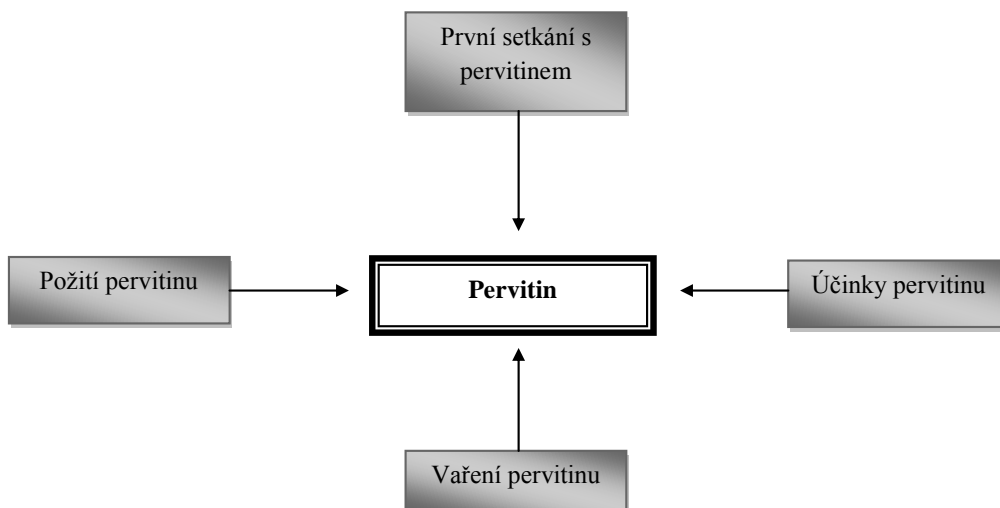 První setkání s
pervitinem
Požití pervitinu
Pervitin
Účinky pervitinu
Vaření pervitinu